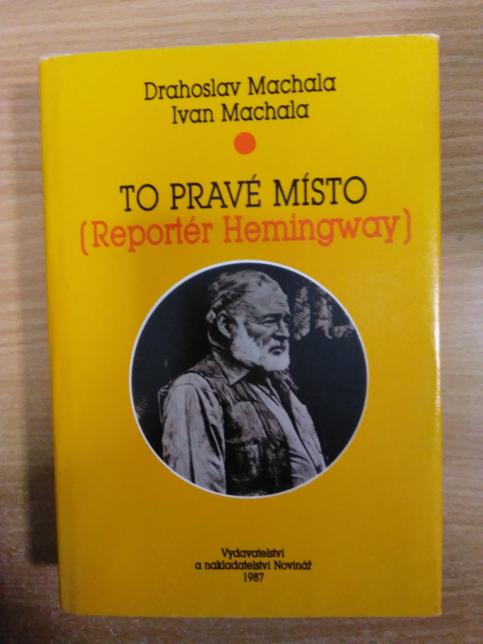 Drahoslav Machala
Ivan Machala
TO PRAVÉ MÍSTO
(Reportér Hemingway)
Vydavatelství
a nakladatelství Novinář
1987